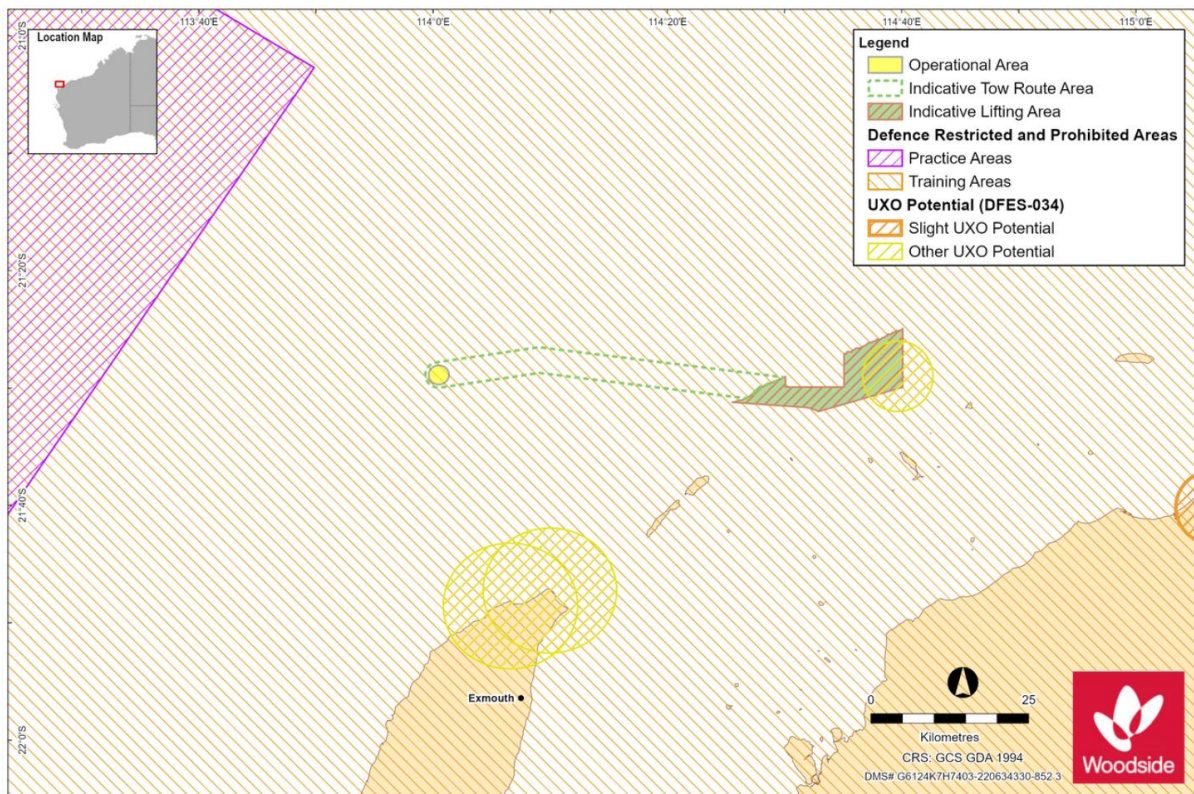 113°40'E
114°0'E
114°20'E
114°40'E
115°0'E
21°0'S
21°20'S
21°40'S
22°0'S
Location Map
Legend
Operational Area
Indicative Tow Route Area
Indicative Lifting Area
Defence Restricted and Prohibited Areas
Practice Areas
Training Areas
UXO Potential (DFES-034)
Slight UXO Potential
Other UXO Potential
Exmouth
0 25
Kilometres
CRS: GCS GDA 1994
DMS# G6124K7H7403-220634330-852 3
Woodside